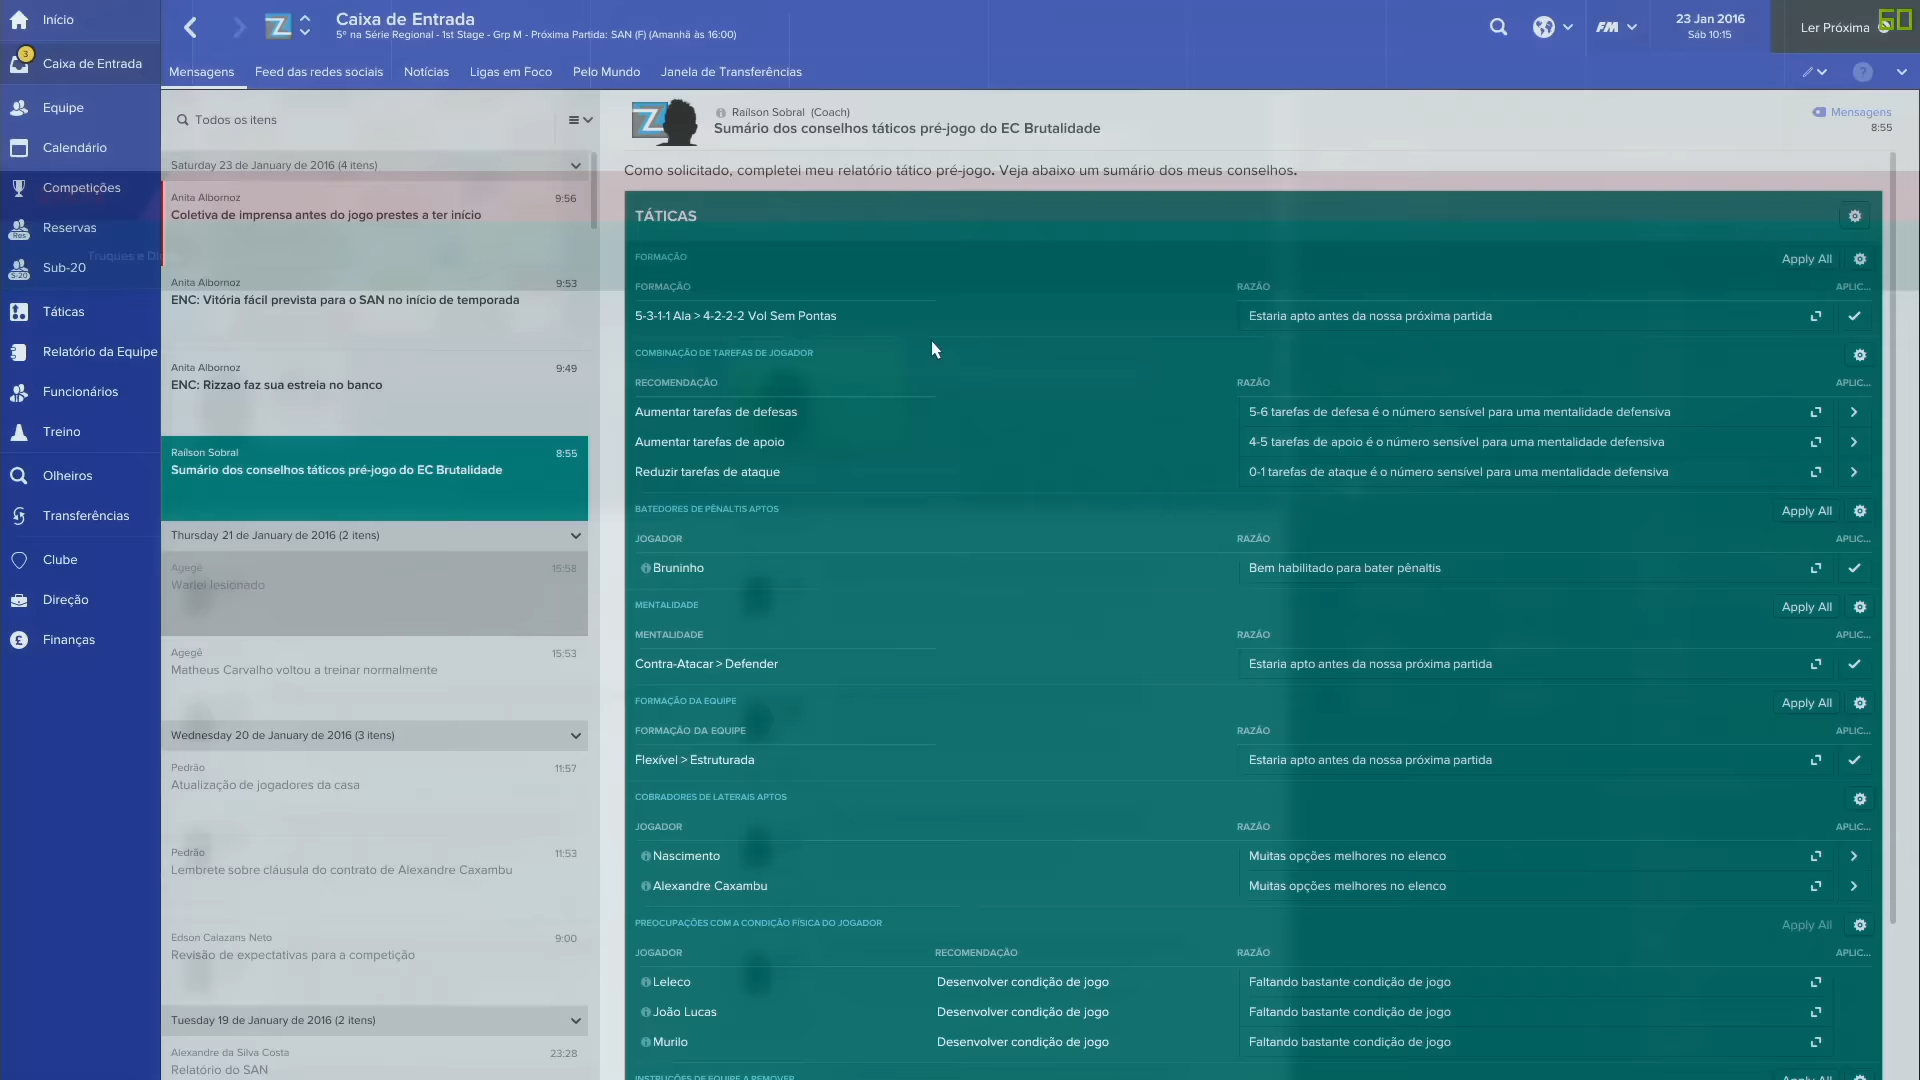 Início
Caixa de Entrada
3
Equipe
Calendário
Competições
Reservas
Sub-20
Táticas
Relatório da Equipe
Funcionários
Treino
Olheiros
Transferências
Clube
Direção
Finanças
Caixa de Entrada
5º na Série Regional - 1st Stage - Grp M - Próxima Partida: SAN (F) (Amanhã às 16:00)
FM
23 Jan 2016
Sáb 10:15
Ler Próxima
60
Mensagens
Feed das redes sociais
Notícias
Ligas em Foco
Pelo Mundo
Janela de Transferências
Todos os itens
Saturday 23 de January de 2016 (4 itens)
Anita Albornoz 9:56
Coletiva de imprensa antes do jogo prestes a ter início
Anita Albornoz 9:53
ENC: Vitória fácil prevista para o SAN no início de temporada
Anita Albornoz 9:49
ENC: Rizzao faz sua estreia no banco
Raílson Sobral 8:55
Sumário dos conselhos táticos pré-jogo do EC Brutalidade
Thursday 21 de January de 2016 (2 itens)
Agegê 15:58
Warlei lesionado
Agegê 15:53
Matheus Carvalho voltou a treinar normalmente
Wednesday 20 de January de 2016 (3 itens)
Pedrão 11:57
Atualização de jogadores da casa
Pedrão 11:53
Lembrete sobre cláusula do contrato de Alexandre Caxambu
Edson Caiazans Neto 9:00
Revisão de expectativas para a competição
Tuesday 19 de January de 2016 (2 itens)
Alexandre da Silva Costa 23:28
Relatório do SAN
Raílson Sobral (Coach)
Sumário dos conselhos táticos pré-jogo do EC Brutalidade
Mensagens
8:55
Como solicitado, completei meu relatório tático pré-jogo. Veja abaixo um sumário dos meus conselhos.
TÁTICAS
FORMAÇÃO Apply All
FORMAÇÃO RAZÃO APLIC...
5-3-1-1 Ala > 4-2-2-2 Vol Sem Pontas Estaria apto antes da nossa próxima partida
COMBINAÇÃO DE TAREFAS DE JOGADOR
RECOMENDAÇÃO RAZÃO APLIC...
Aumentar tarefas de defesas 5-6 tarefas de defesa é o número sensível para uma mentalidade defensiva
Aumentar tarefas de apoio 4-5 tarefas de apoio é o número sensível para uma mentalidade defensiva
Reduzir tarefas de ataque 0-1 tarefas de ataque é o número sensível para uma mentalidade defensiva
BATEDORES DE PÊNALTIS APTOS Apply All
JOGADOR RAZÃO APLIC...
Bruninho Bem habilitado para bater pênaltis
MENTALIDADE Apply All
MENTALIDADE RAZÃO APLIC...
Contra-Atacar > Defender Estaria apto antes da nossa próxima partida
FORMAÇÃO DA EQUIPE Apply All
FORMAÇÃO DA EQUIPE RAZÃO APLIC...
Flexível > Estruturada Estaria apto antes da nossa próxima partida
COBRADORES DE LATERAIS APTOS
JOGADOR RAZÃO APLIC...
Nascimento Muitas opções melhores no elenco
Alexandre Caxambu Muitas opções melhores no elenco
PREOCUPAÇÕES COM A CONDIÇÃO FÍSICA DO JOGADOR Apply All
JOGADOR RECOMENDAÇÃO RAZÃO APLIC...
Leleco Desenvolver condição de jogo Faltando bastante condição de jogo
João Lucas Desenvolver condição de jogo Faltando bastante condição de jogo
Murilo Desenvolver condição de jogo Faltando bastante condição de jogo
INSTRUÇÕES DE EQUIPE A REMOVER Apply All